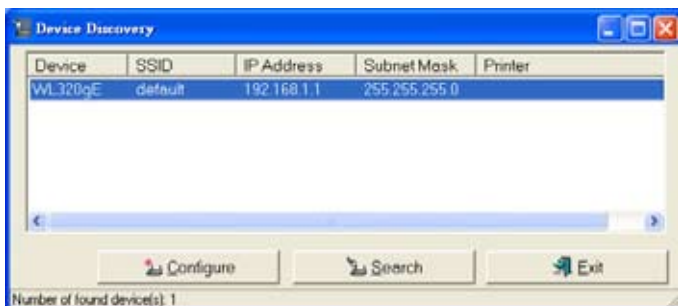 Device Discovery
Device SSID IP Address Subnet Mask Printer
WL320gE default 192.168.1.1 255.255.255.0
Configure Search Exit
Number of found device(s): 1